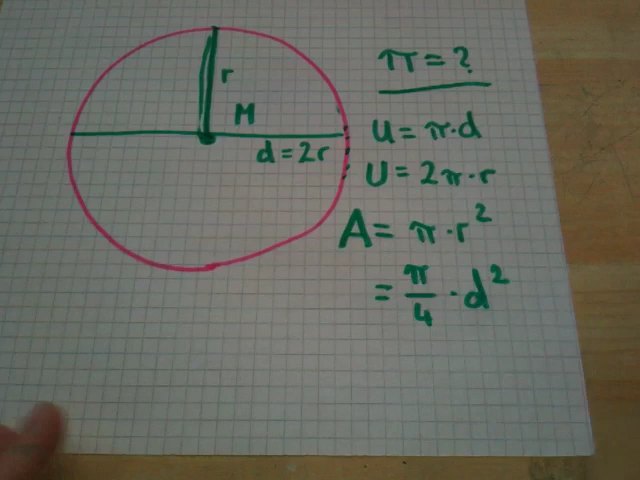 r
M
d = 2r
π = ?
u = π · d
U = 2π · r
A = π · r²
= π/4 · d²